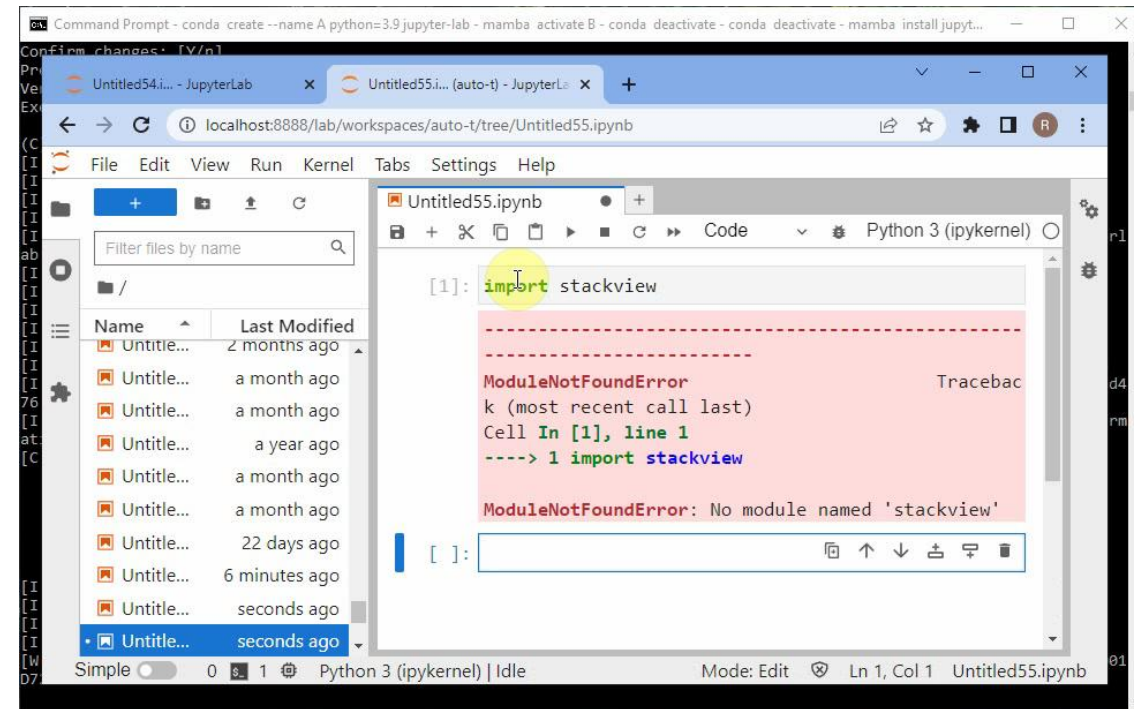 Command Prompt - conda create --name A python=3.9 jupyter-lab - mamba activate B - conda deactivate - conda deactivate - mamba install jupyt...
Confirm changes: [Y/n]
Untitled54.i... - JupyterLab
Untitled55.i... (auto-t) - JupyterLa
localhost:8888/lab/workspaces/auto-t/tree/Untitled55.ipynb
R
File Edit View Run Kernel Tabs Settings Help
Untitled55.ipynb
Code
Python 3 (ipykernel)
Filter files by name
/
Name Last Modified
Untitle... 2 months ago
Untitle... a month ago
Untitle... a month ago
Untitle... a year ago
Untitle... a month ago
Untitle... a month ago
Untitle... 22 days ago
Untitle... 6 minutes ago
Untitle... seconds ago
Untitle... seconds ago
[1]: import stackview
---------------------------------------------------
-------------------------
ModuleNotFoundError Tracebac
k (most recent call last)
Cell In [1], line 1
----> 1 import stackview
ModuleNotFoundError: No module named 'stackview'
[ ]:
Simple 0 1 Python 3 (ipykernel) | Idle Mode: Edit Ln 1, Col 1 Untitled55.ipynb